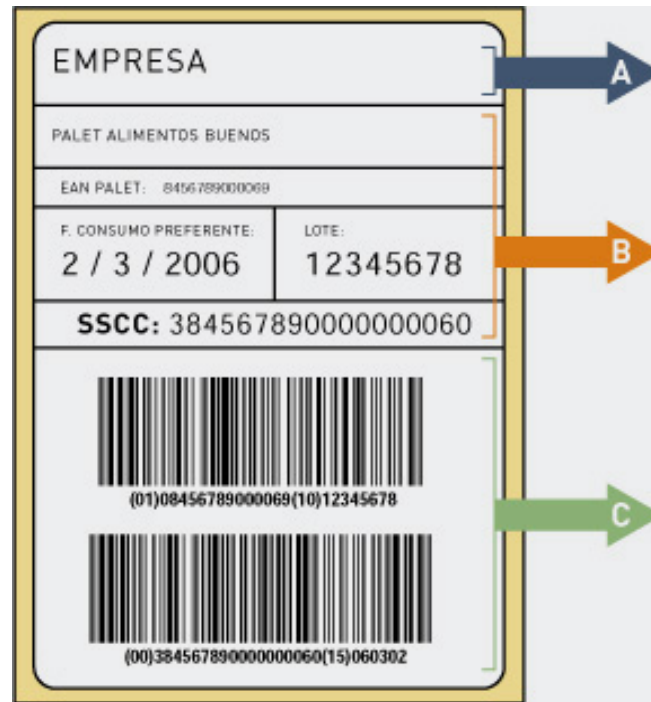 EMPRESA
A
PALET ALIMENTOS BUENOS
EAN PALET: 8456789000069
F. CONSUMO PREFERENTE:
2 / 3 / 2006
LOTE:
12345678
B
SSCC: 384567890000000060
(01)08456789000069(10)12345678
C
(00)384567890000000060(15)060302